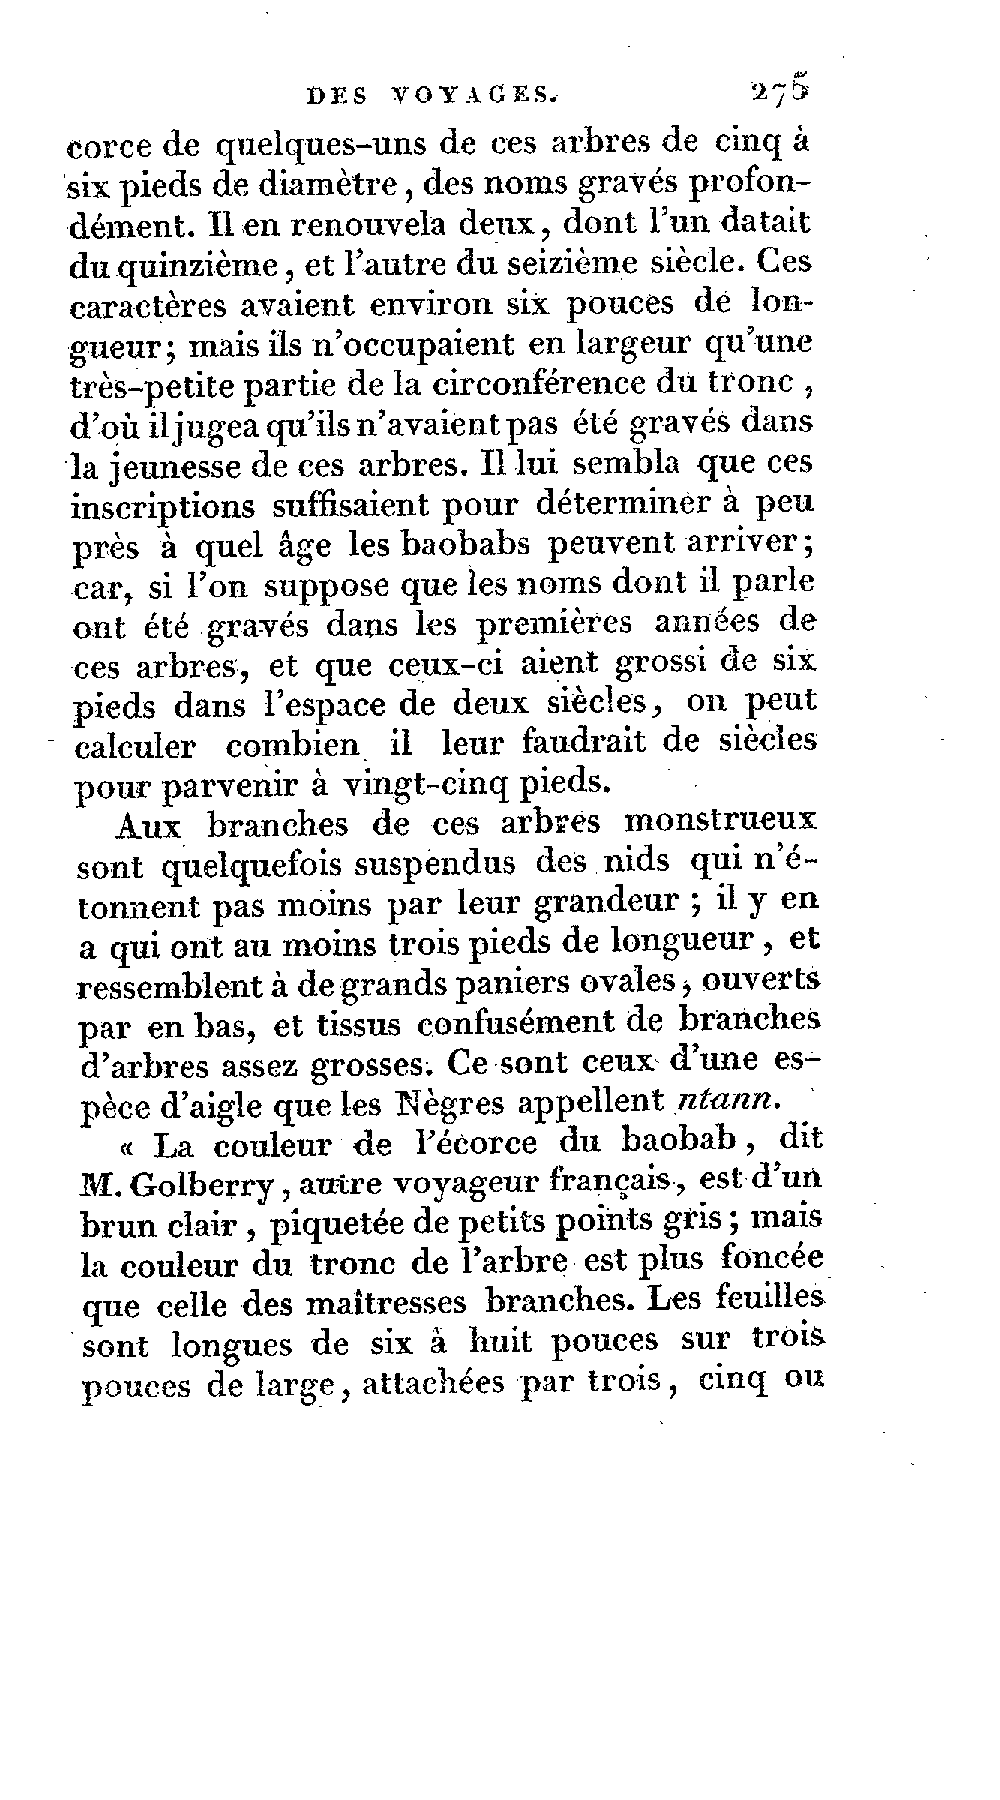 DES VOYAGES. 275
corce de quelques-uns de ces arbres de cinq à
six pieds de diamètre, des noms gravés profon-
dément. Il en renouvela deux, dont l'un datait
du quinzième, et l'autre du seizième siècle. Ces
caractères avaient environ six pouces de lon-
gueur; mais ils n'occupaient en largeur qu'une
très-petite partie de la circonférence du tronc,
d'où il jugea qu'ils n'avaient pas été gravés dans
la jeunesse de ces arbres. Il lui sembla que ces
inscriptions suffisaient pour déterminer à peu
près à quel âge les baobabs peuvent arriver;
car, si l'on suppose que les noms dont il parle
ont été gravés dans les premières années de
ces arbres, et que ceux-ci aient grossi de six
pieds dans l'espace de deux siècles, on peut
calculer combien il leur faudrait de siècles
pour parvenir à vingt-cinq pieds.
Aux branches de ces arbres monstrueux
sont quelquefois suspendus des nids qui n'é-
tonnent pas moins par leur grandeur ; il y en
a qui ont au moins trois pieds de longueur, et
ressemblent à de grands paniers ovales, ouverts
par en bas, et tissus confusément de branches
d'arbres assez grosses. Ce sont ceux d'une es-
pèce d'aigle que les Nègres appellent ntann.
« La couleur de l'écorce du baobab, dit
M. Golberry, autre voyageur français, est d'un
brun clair, piquetée de petits points gris; mais
la couleur du tronc de l'arbre est plus foncée
que celle des maîtresses branches. Les feuilles
sont longues de six à huit pouces sur trois
pouces de large, attachées par trois, cinq ou